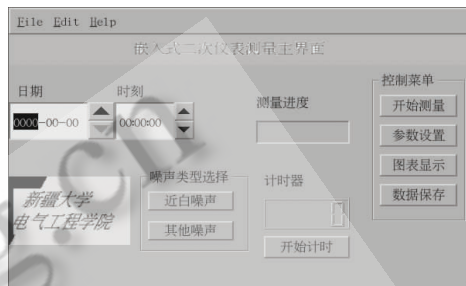 File Edit Help
嵌入式二次仪表测量主界面
日期
时刻
0000-00-00
00:00:00
测量进度
控制菜单
开始测量
参数设置
图表显示
数据保存
新疆大学
电气工程学院
噪声类型选择
近白噪声
其他噪声
计时器
开始计时